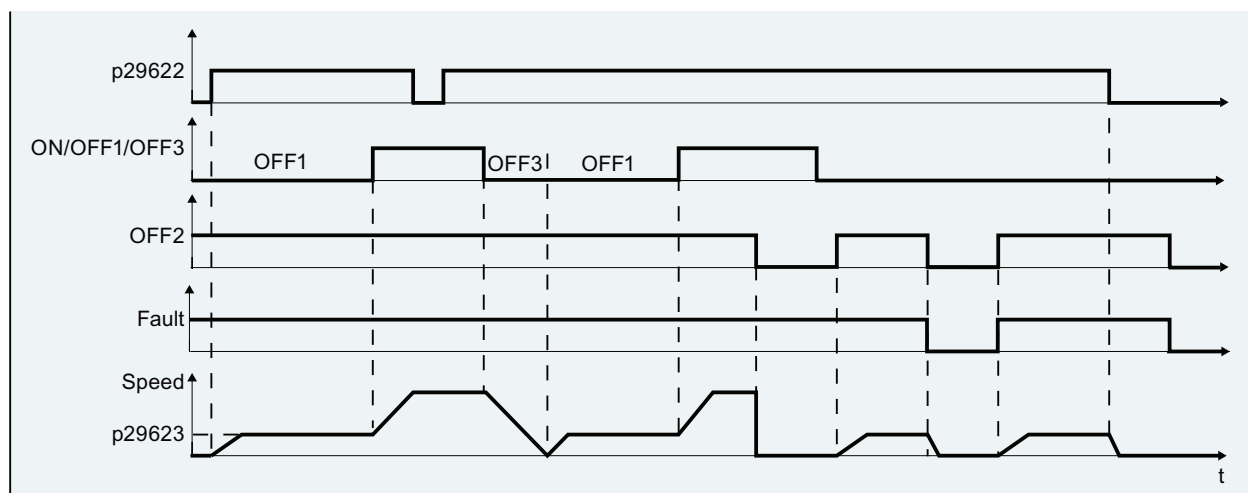 p29622
ON/OFF1/OFF3
OFF1
OFF3
OFF1
OFF2
Fault
Speed
p29623
t